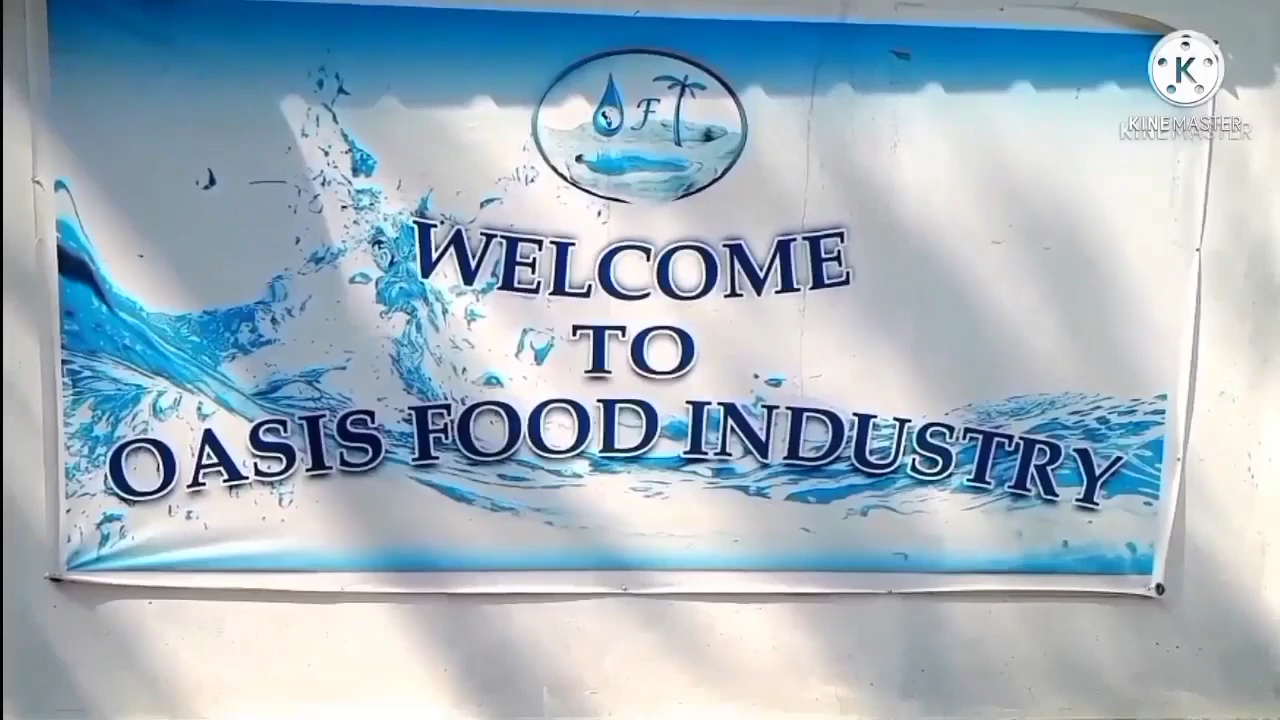 K
KINEMASTER
F
WELCOME
TO
OASIS FOOD INDUSTRY